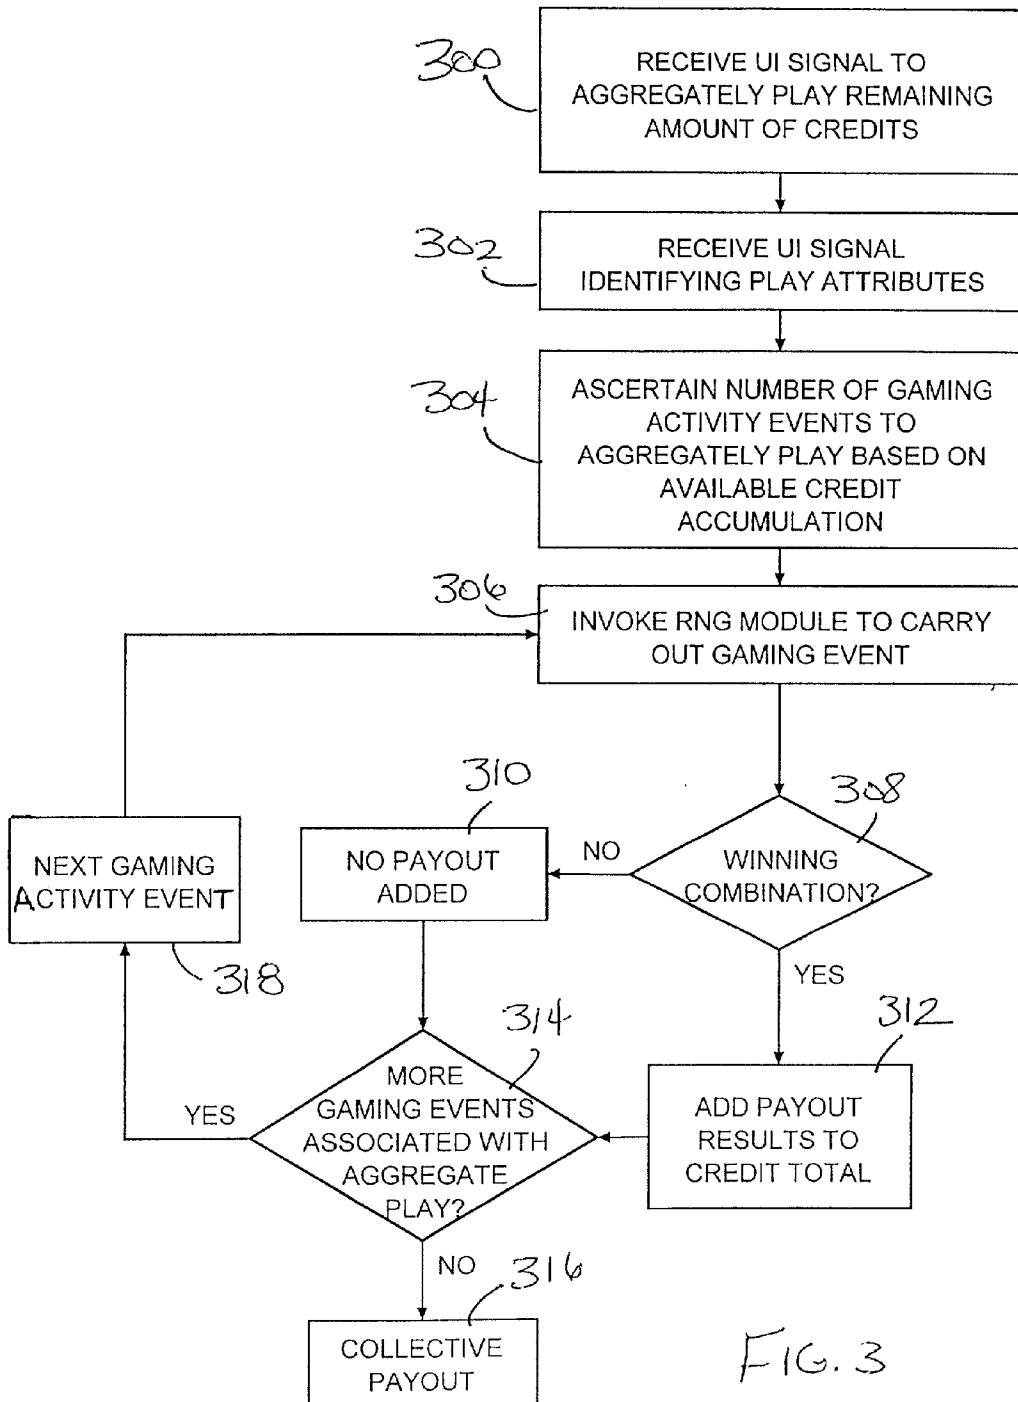 300
RECEIVE UI SIGNAL TO
AGGREGATELY PLAY REMAINING
AMOUNT OF CREDITS
302
RECEIVE UI SIGNAL
IDENTIFYING PLAY ATTRIBUTES
304
ASCERTAIN NUMBER OF GAMING
ACTIVITY EVENTS TO
AGGREGATELY PLAY BASED ON
AVAILABLE CREDIT
ACCUMULATION
306
INVOKE RNG MODULE TO CARRY
OUT GAMING EVENT
308
WINNING
COMBINATION?
NO
310
NO PAYOUT
ADDED
YES
312
ADD PAYOUT
RESULTS TO
CREDIT TOTAL
314
MORE
GAMING EVENTS
ASSOCIATED WITH
AGGREGATE
PLAY?
YES
NEXT GAMING
ACTIVITY EVENT
318
NO
316
COLLECTIVE
PAYOUT
FIG. 3